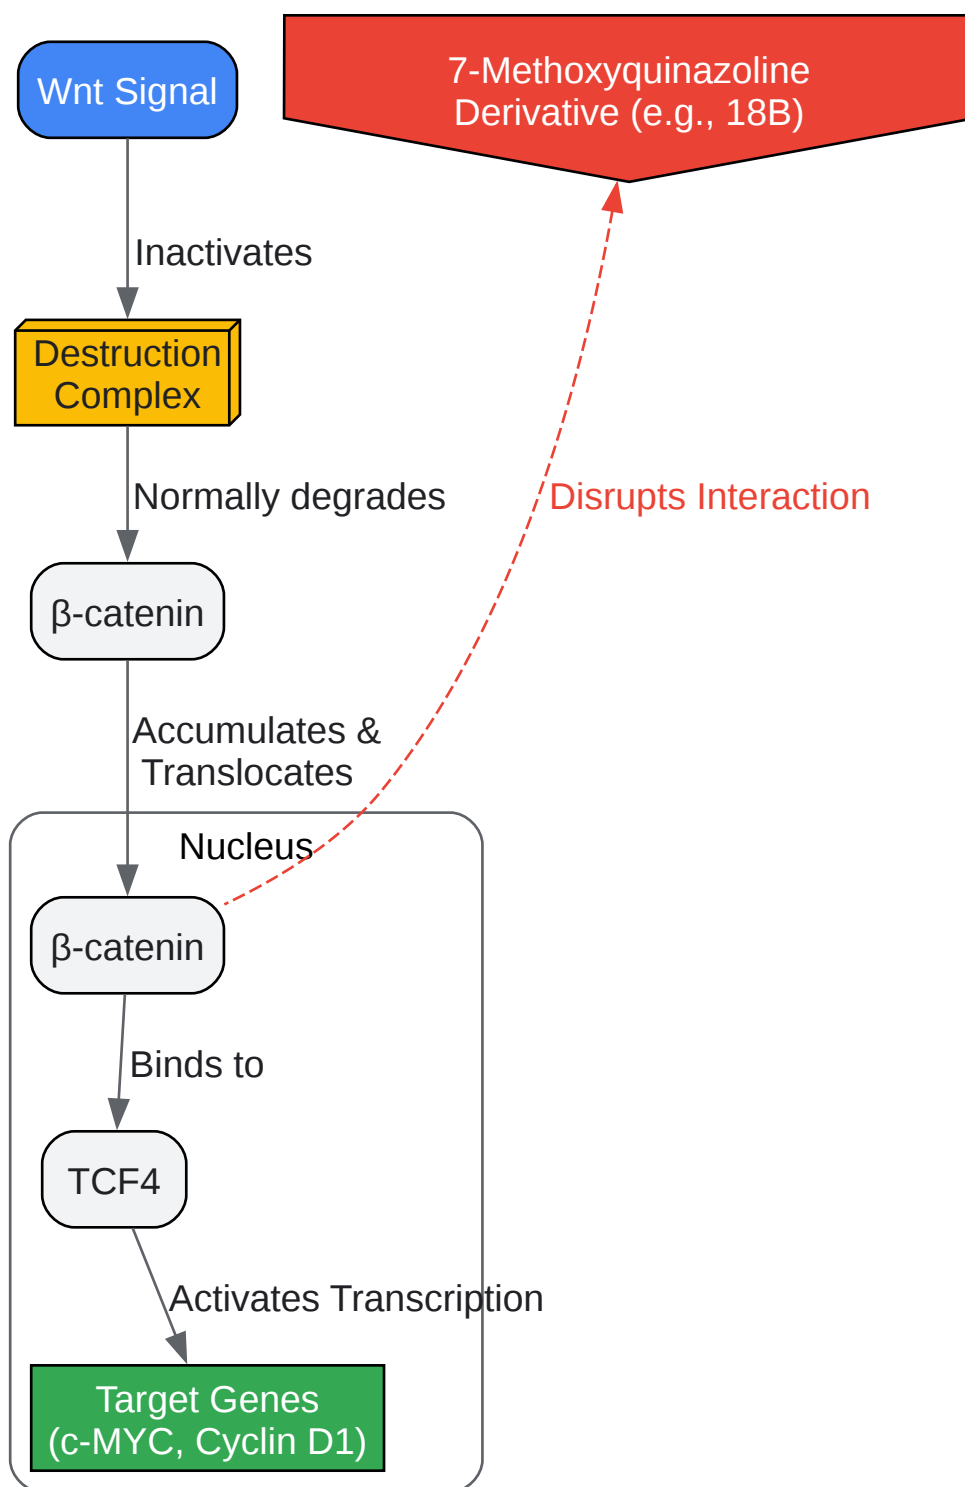 Wnt Signal
7-Methoxyquinazoline
Derivative (e.g., 18B)
Inactivates
Destruction
Complex
Normally degrades
Disrupts Interaction
β-catenin
Accumulates &
Translocates
Nucleus
β-catenin
Binds to
TCF4
Activates Transcription
Target Genes
(c-MYC, Cyclin D1)